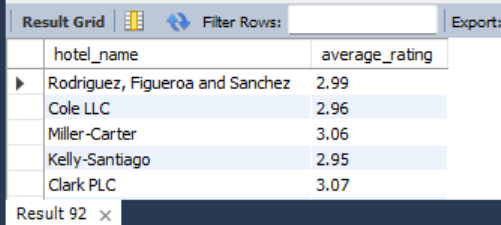 Result Grid Filter Rows: Export:
hotel_name average_rating
Rodriguez, Figueroa and Sanchez 2.99
Cole LLC 2.96
Miller-Carter 3.06
Kelly-Santiago 2.95
Clark PLC 3.07
Result 92 ×